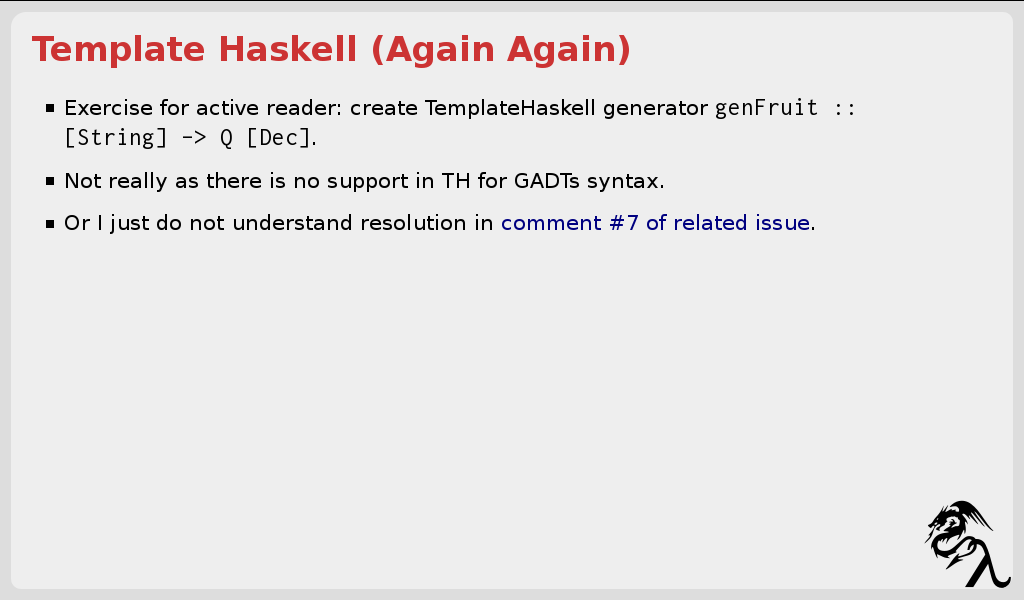 Template Haskell (Again Again)
Exercise for active reader: create TemplateHaskell generator genFruit ::
[String] -> Q [Dec].
Not really as there is no support in TH for GADTs syntax.
Or I just do not understand resolution in comment #7 of related issue.